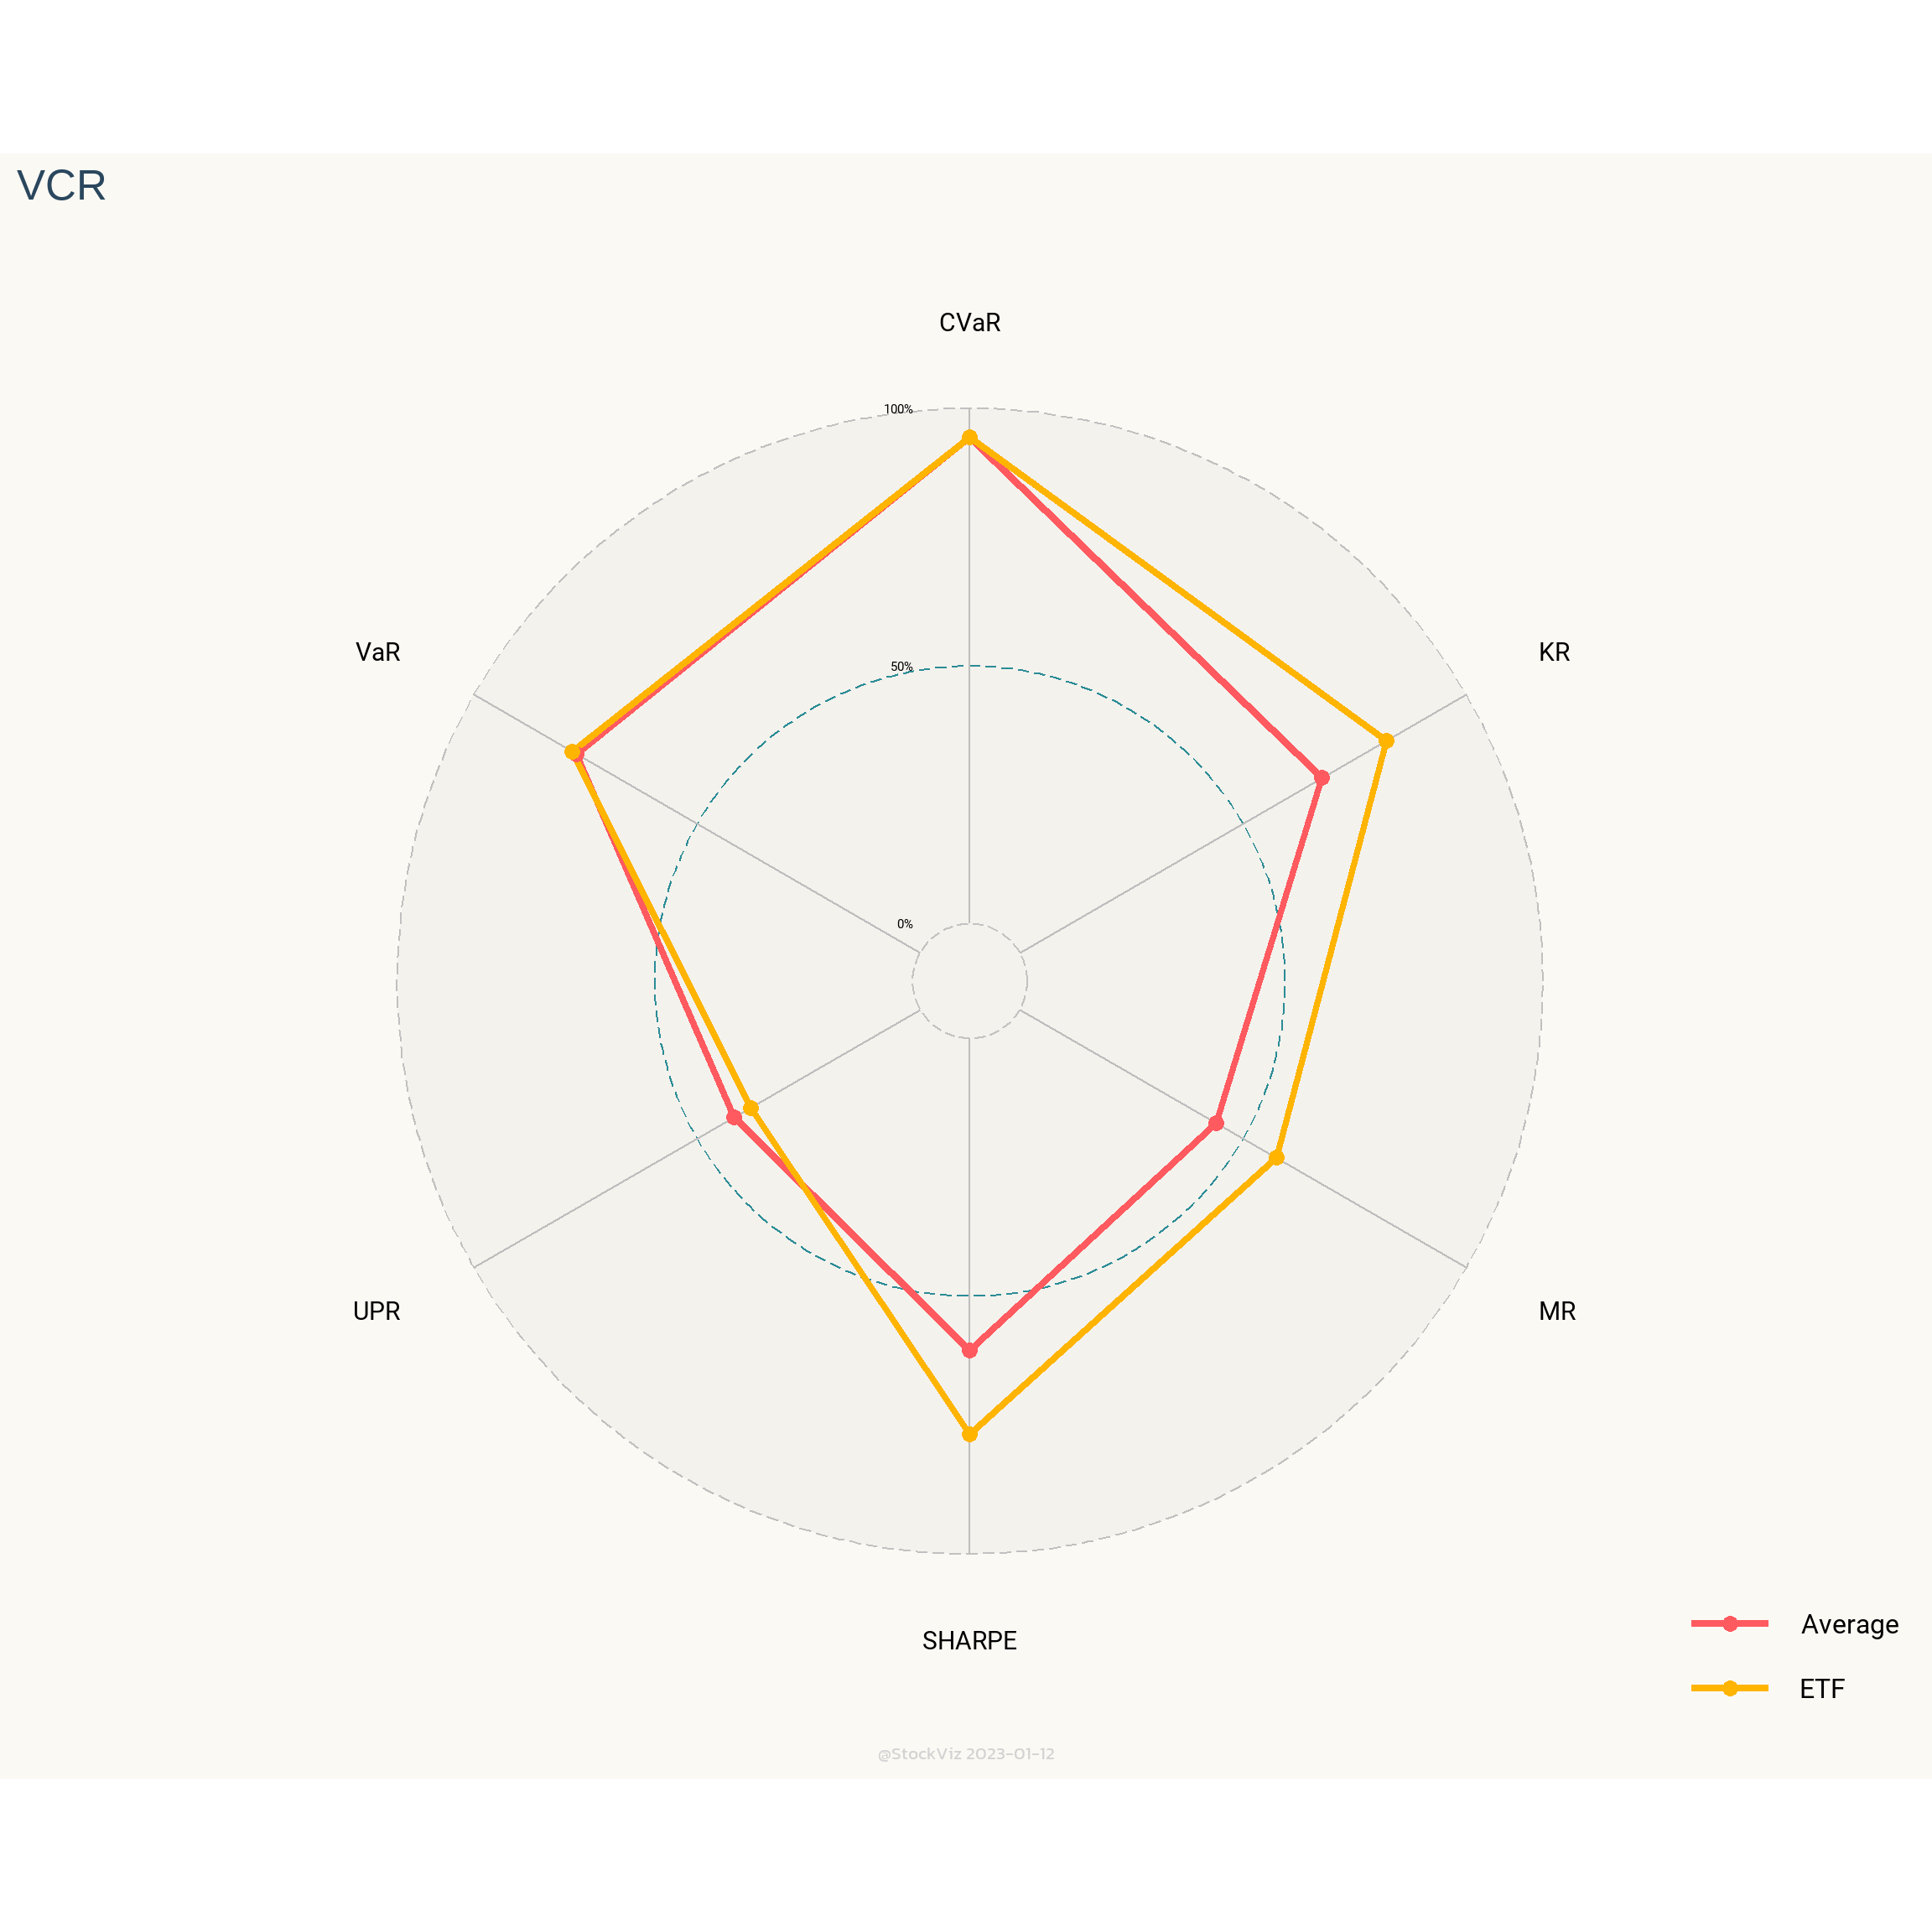 VCR
CVaR
100%
VaR
KR
50%
0%
UPR
MR
SHARPE
Average
ETF
@StockViz 2023-01-12